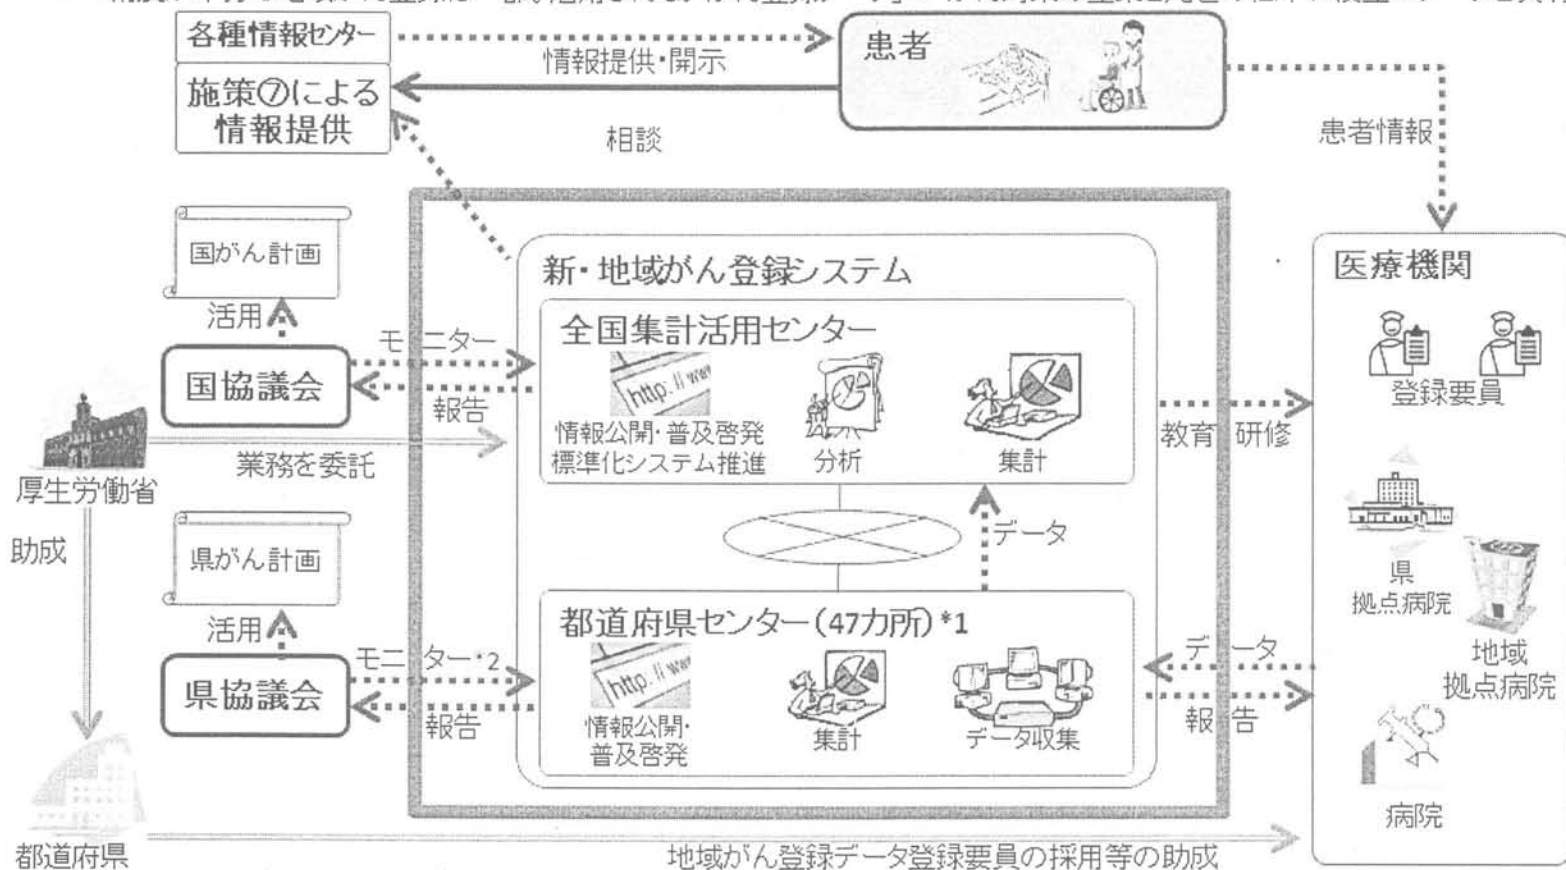 各種情報センター
施策⑦による
情報提供
情報提供・開示
相談
患者
患者情報
国がん計画
活用
国協議会
モニター
報告
厚生労働省
業務を委託
助成
県がん計画
活用
県協議会
モニター*2
報告
都道府県
新・地域がん登録システム
全国集計活用センター
http://www
情報公開・普及啓発
標準化システム推進
分析
集計
データ
都道府県センター(47カ所)*1
http://www
情報公開・
普及啓発
集計
データ収集
教育 研修
データ
報告
医療機関
登録要員
県
拠点病院
地域
拠点病院
病院
地域がん登録データ登録要員の採用等の助成